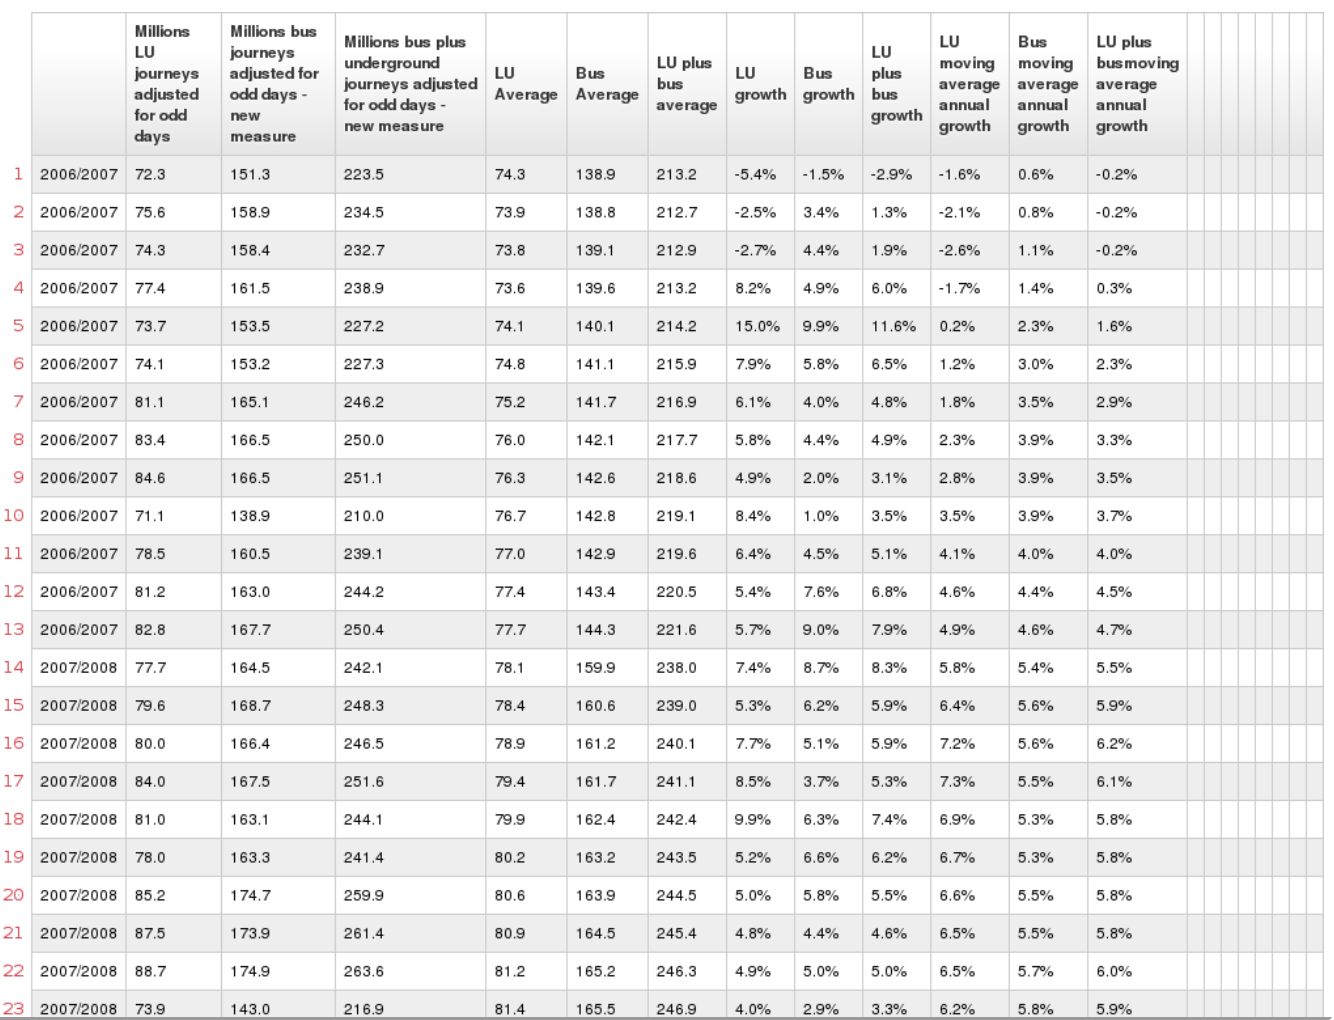 Millions LU journeys adjusted for odd days | Millions bus journeys adjusted for odd days - new measure | Millions bus plus underground journeys adjusted for odd days - new measure | LU Average | Bus Average | LU plus bus average | LU growth | Bus growth | LU plus bus growth | LU moving average annual growth | Bus moving average annual growth | LU plus busmoving average annual growth
1 2006/2007 72.3 151.3 223.5 74.3 138.9 213.2 -5.4% -1.5% -2.9% -1.6% 0.6% -0.2%
2 2006/2007 75.6 158.9 234.5 73.9 138.8 212.7 -2.5% 3.4% 1.3% -2.1% 0.8% -0.2%
3 2006/2007 74.3 158.4 232.7 73.8 139.1 212.9 -2.7% 4.4% 1.9% -2.6% 1.1% -0.2%
4 2006/2007 77.4 161.5 238.9 73.6 139.6 213.2 8.2% 4.9% 6.0% -1.7% 1.4% 0.3%
5 2006/2007 73.7 153.5 227.2 74.1 140.1 214.2 15.0% 9.9% 11.6% 0.2% 2.3% 1.6%
6 2006/2007 74.1 153.2 227.3 74.8 141.1 215.9 7.9% 5.8% 6.5% 1.2% 3.0% 2.3%
7 2006/2007 81.1 165.1 246.2 75.2 141.7 216.9 6.1% 4.0% 4.8% 1.8% 3.5% 2.9%
8 2006/2007 83.4 166.5 250.0 76.0 142.1 217.7 5.8% 4.4% 4.9% 2.3% 3.9% 3.3%
9 2006/2007 84.6 166.5 251.1 76.3 142.6 218.6 4.9% 2.0% 3.1% 2.8% 3.9% 3.5%
10 2006/2007 71.1 138.9 210.0 76.7 142.8 219.1 8.4% 1.0% 3.5% 3.5% 3.9% 3.7%
11 2006/2007 78.5 160.5 239.1 77.0 142.9 219.6 6.4% 4.5% 5.1% 4.1% 4.0% 4.0%
12 2006/2007 81.2 163.0 244.2 77.4 143.4 220.5 5.4% 7.6% 6.8% 4.6% 4.4% 4.5%
13 2006/2007 82.8 167.7 250.4 77.7 144.3 221.6 5.7% 9.0% 7.9% 4.9% 4.6% 4.7%
14 2007/2008 77.7 164.5 242.1 78.1 159.9 238.0 7.4% 8.7% 8.3% 5.8% 5.4% 5.5%
15 2007/2008 79.6 168.7 248.3 78.4 160.6 239.0 5.3% 6.2% 5.9% 6.4% 5.6% 5.9%
16 2007/2008 80.0 166.4 246.5 78.9 161.2 240.1 7.7% 5.1% 5.9% 7.2% 5.6% 6.2%
17 2007/2008 84.0 167.5 251.6 79.4 161.7 241.1 8.5% 3.7% 5.3% 7.3% 5.5% 6.1%
18 2007/2008 81.0 163.1 244.1 79.9 162.4 242.4 9.9% 6.3% 7.4% 6.9% 5.3% 5.8%
19 2007/2008 78.0 163.3 241.4 80.2 163.2 243.5 5.2% 6.6% 6.2% 6.7% 5.3% 5.8%
20 2007/2008 85.2 174.7 259.9 80.6 163.9 244.5 5.0% 5.8% 5.5% 6.6% 5.5% 5.8%
21 2007/2008 87.5 173.9 261.4 80.9 164.5 245.4 4.8% 4.4% 4.6% 6.5% 5.5% 5.8%
22 2007/2008 88.7 174.9 263.6 81.2 165.2 246.3 4.9% 5.0% 5.0% 6.5% 5.7% 6.0%
23 2007/2008 73.9 143.0 216.9 81.4 165.5 246.9 4.0% 2.9% 3.3% 6.2% 5.8% 5.9%